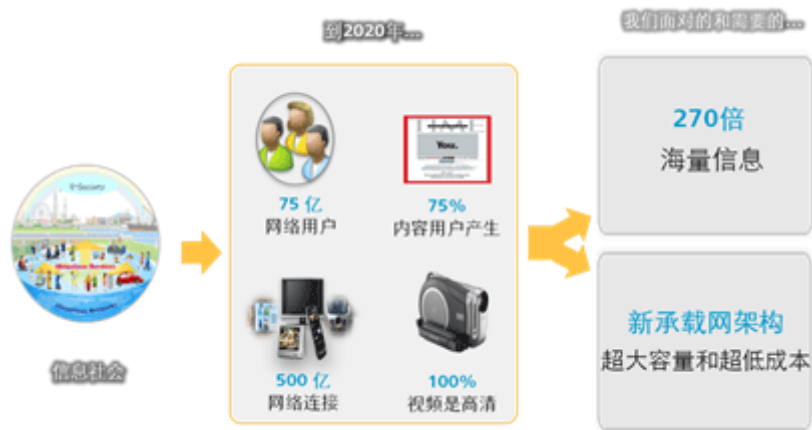 到2020年...
我们面对的和需要的...
75 亿
网络用户
You.
75%
内容用户产生
500 亿
网络连接
100%
视频是高清
信息社会
270倍
海量信息
新承载网架构
超大容量和超低成本